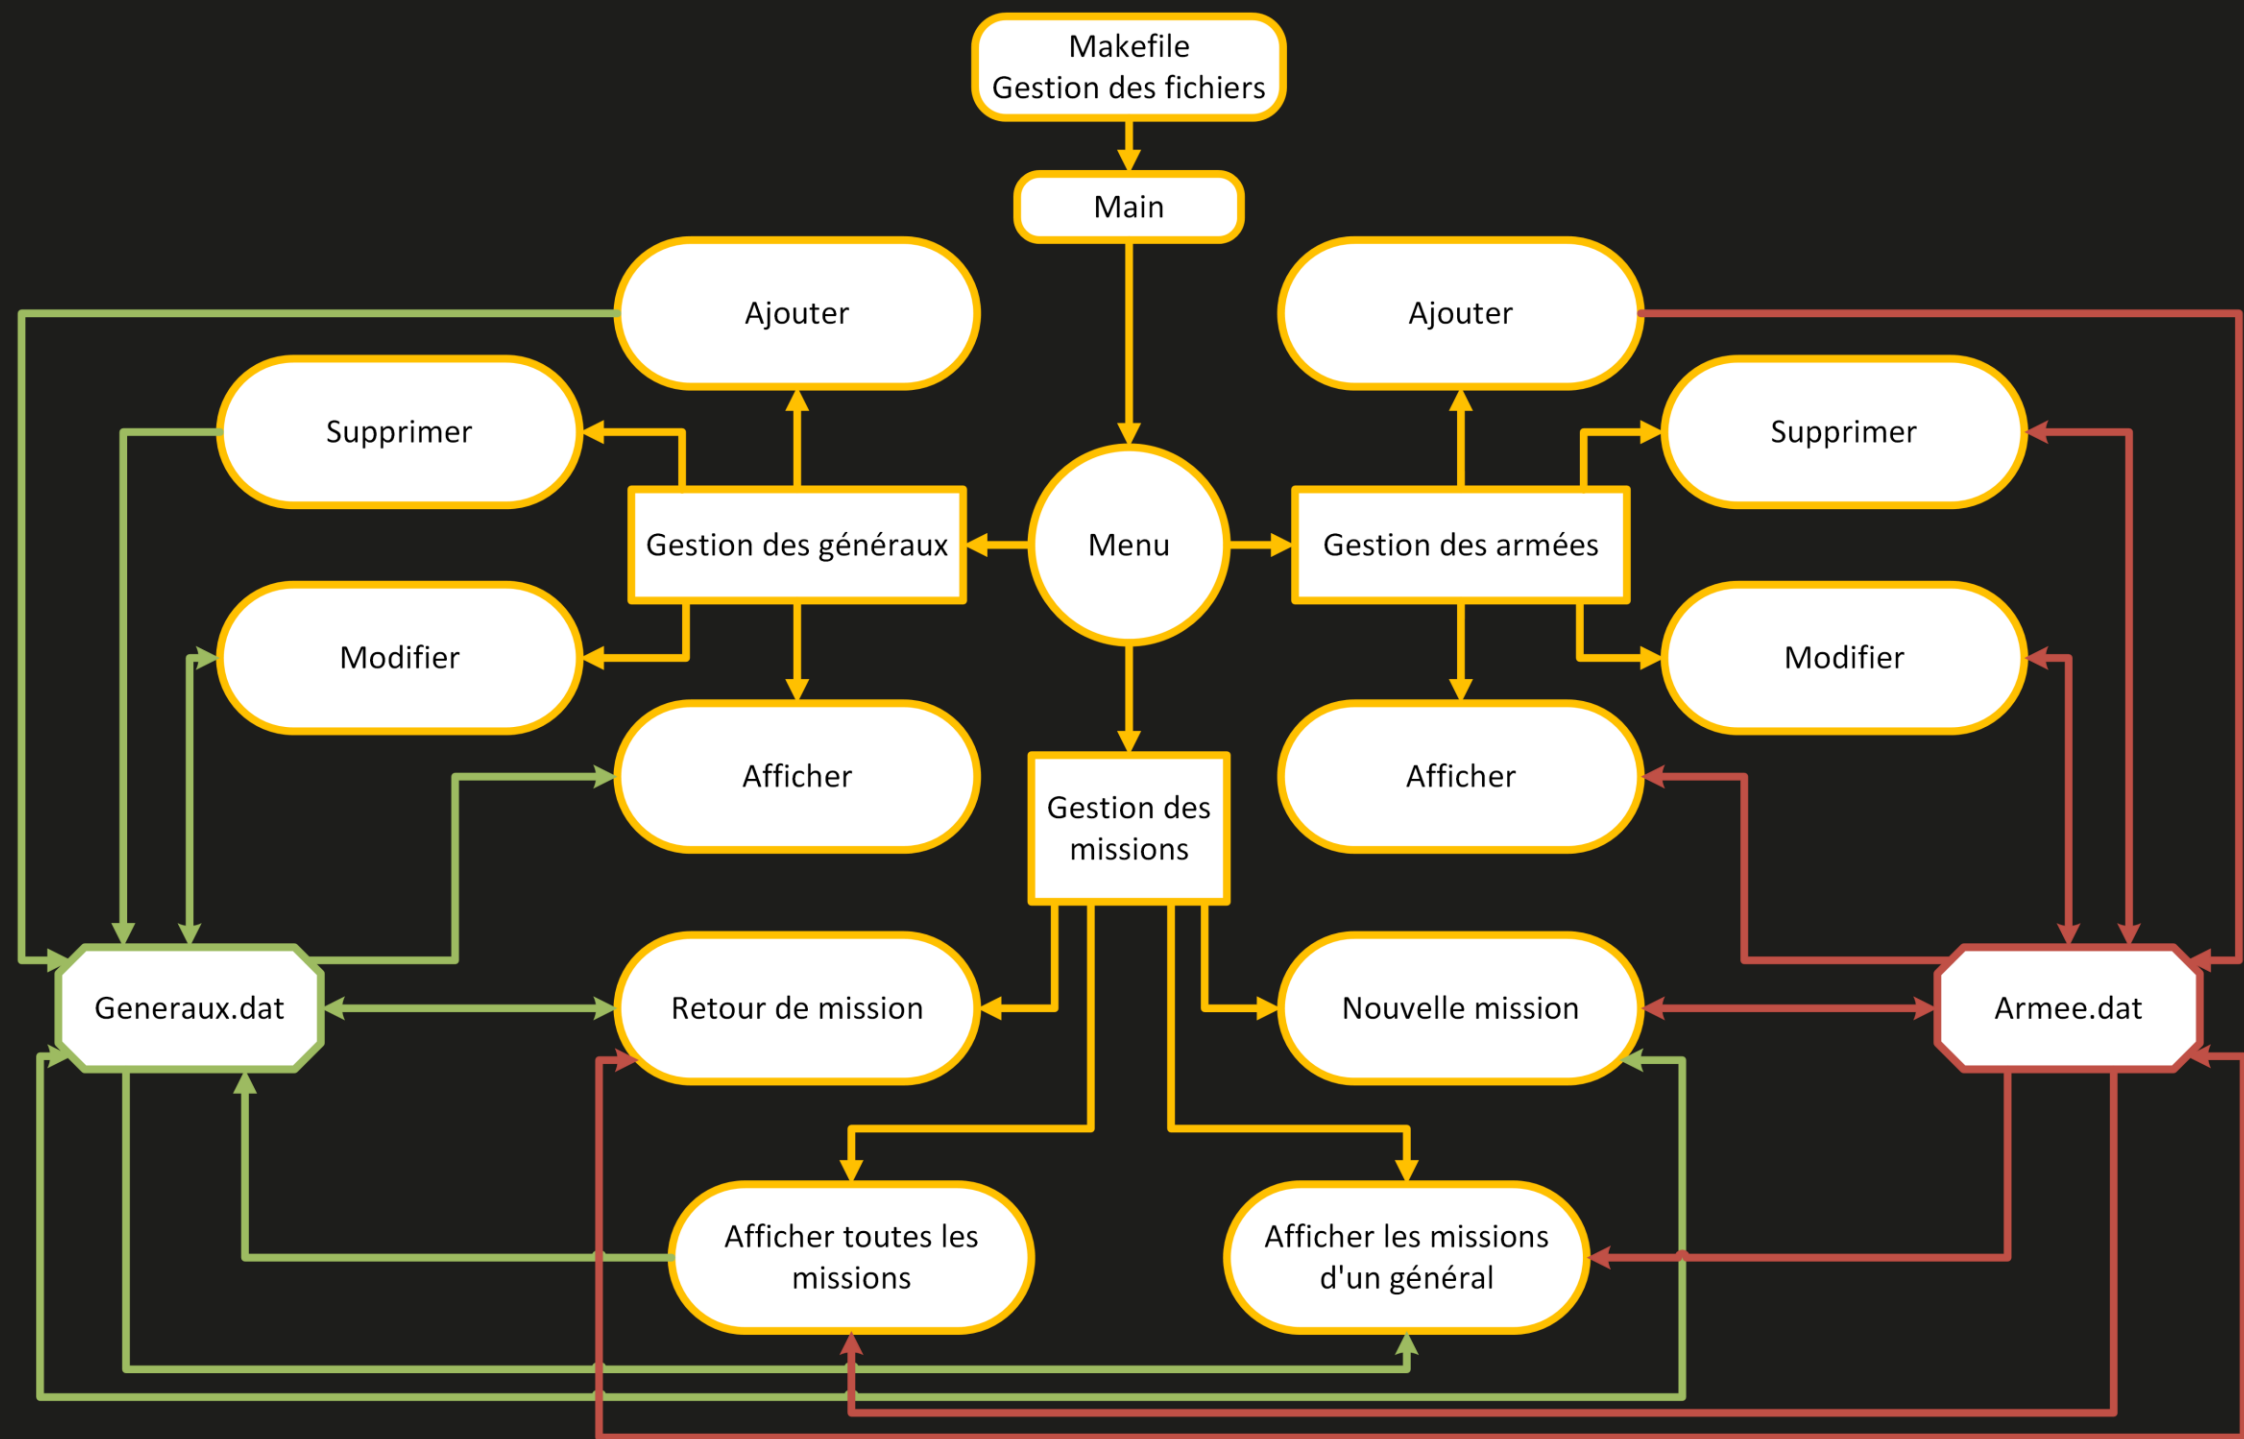 Makefile
Gestion des fichiers
Main
Ajouter
Ajouter
Supprimer
Supprimer
Gestion des généraux
Menu
Gestion des armées
Modifier
Modifier
Afficher
Gestion des
missions
Afficher
Generaux.dat
Retour de mission
Nouvelle mission
Armee.dat
Afficher toutes les
missions
Afficher les missions
d'un général